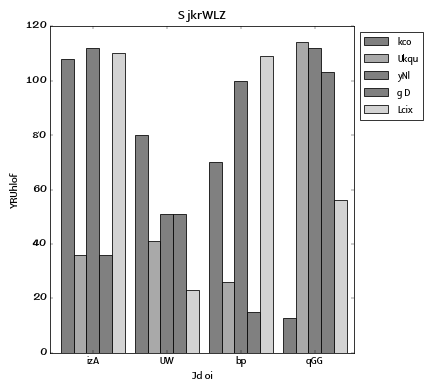 SjkrWLZ
120
100
80
60
40
20
0
YRUhlof
izA UW bp qGG
Jd oi
kco
Ukqu
yNl
g D
Lcix